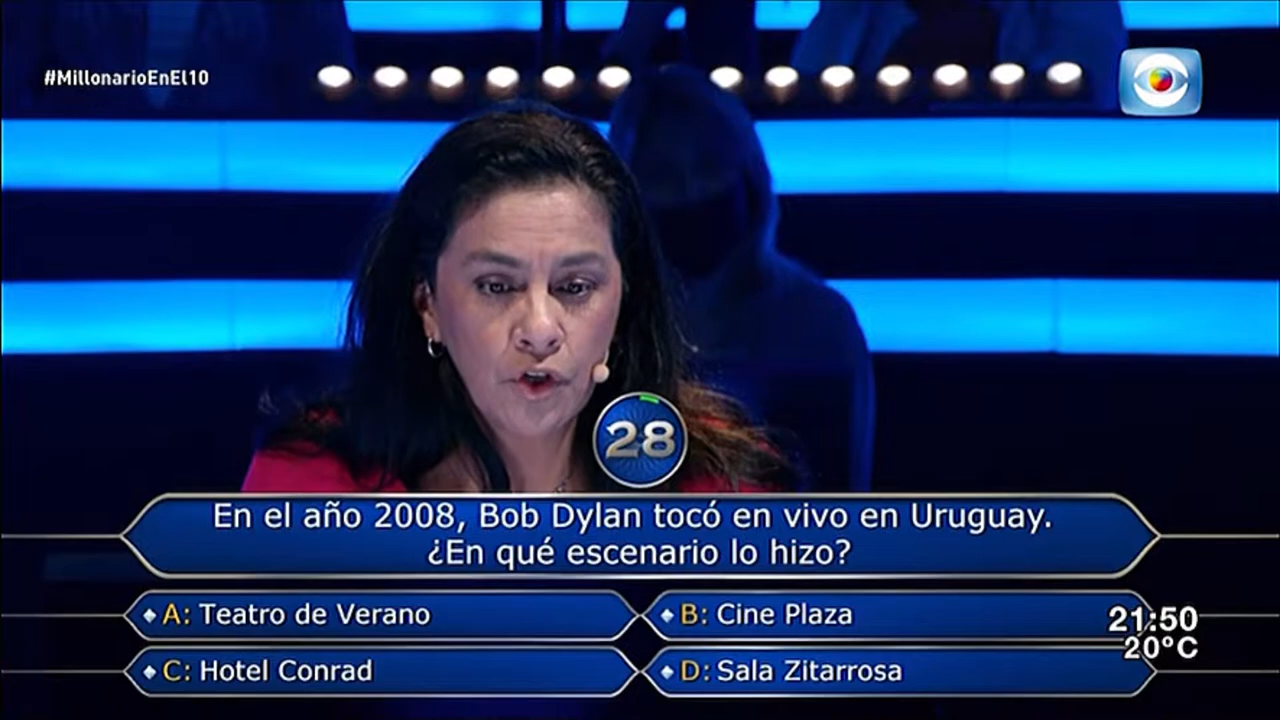 #MillonarioEnEl10
28
En el año 2008, Bob Dylan tocó en vivo en Uruguay.
¿En qué escenario lo hizo?
A: Teatro de Verano
B: Cine Plaza
C: Hotel Conrad
D: Sala Zitarrosa
21:50
20°C